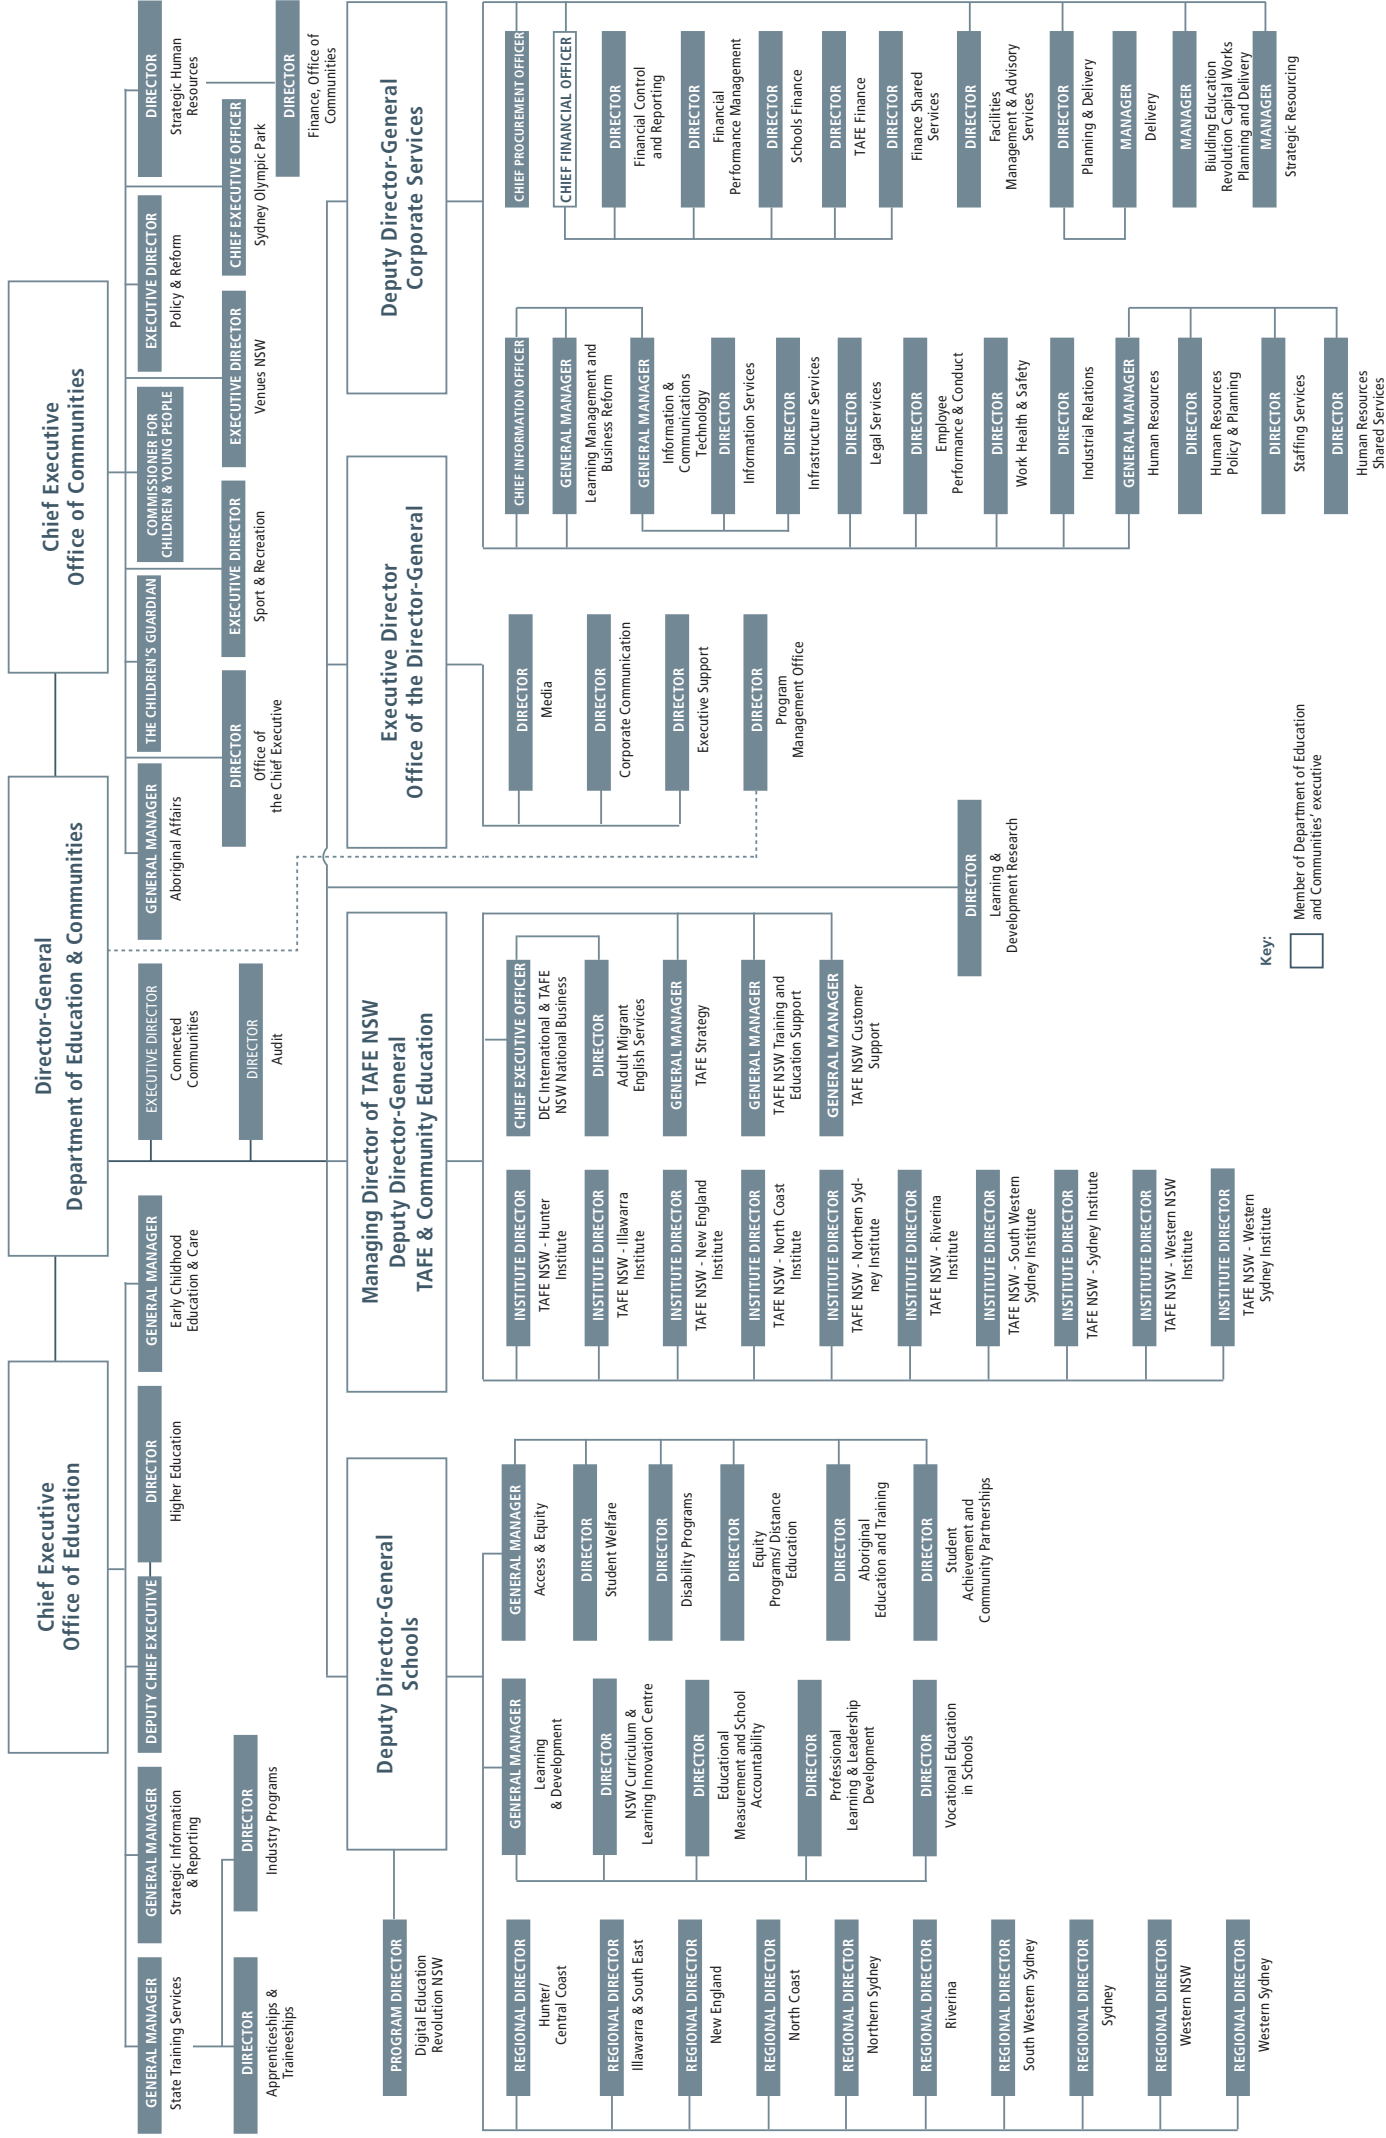 Chief Executive
Office of Education
Director-General
Department of Education & Communities
Chief Executive
Office of Communities
GENERAL MANAGER
State Training Services
DIRECTOR
Apprenticeships &
Traineeships
DIRECTOR
Industry Programs
GENERAL MANAGER
Strategic Information
& Reporting
DEPUTY CHIEF EXECUTIVE
DIRECTOR
Higher Education
GENERAL MANAGER
Early Childhood
Education & Care
EXECUTIVE DIRECTOR
Connected
Communities
DIRECTOR
Audit
GENERAL MANAGER
Aboriginal Affairs
THE CHILDREN'S GUARDIAN
COMMISSIONER FOR
CHILDREN & YOUNG PEOPLE
EXECUTIVE DIRECTOR
Policy & Reform
DIRECTOR
Strategic Human
Resources
DIRECTOR
Office of
the Chief Executive
EXECUTIVE DIRECTOR
Sport & Recreation
EXECUTIVE DIRECTOR
Venues NSW
CHIEF EXECUTIVE OFFICER
Sydney Olympic Park
DIRECTOR
Finance, Office of
Communities
PROGRAM DIRECTOR
Digital Education
Revolution NSW
Deputy Director-General
Schools
REGIONAL DIRECTOR
Hunter/
Central Coast
REGIONAL DIRECTOR
Illawarra & South East
REGIONAL DIRECTOR
New England
REGIONAL DIRECTOR
North Coast
REGIONAL DIRECTOR
Northern Sydney
REGIONAL DIRECTOR
Riverina
REGIONAL DIRECTOR
South Western Sydney
REGIONAL DIRECTOR
Sydney
REGIONAL DIRECTOR
Western NSW
REGIONAL DIRECTOR
Western Sydney
GENERAL MANAGER
Learning
& Development
DIRECTOR
NSW Curriculum &
Learning Innovation Centre
DIRECTOR
Educational
Measurement and School
Accountability
DIRECTOR
Professional
Learning & Leadership
Development
DIRECTOR
Vocational Education
in Schools
GENERAL MANAGER
Access & Equity
DIRECTOR
Student Welfare
DIRECTOR
Disability Programs
DIRECTOR
Equity
Programs/ Distance
Education
DIRECTOR
Aboriginal
Education and Training
DIRECTOR
Student
Achievement and
Community Partnerships
Managing Director of TAFE NSW
Deputy Director-General
TAFE & Community Education
INSTITUTE DIRECTOR
TAFE NSW - Hunter
Institute
INSTITUTE DIRECTOR
TAFE NSW - Illawarra
Institute
INSTITUTE DIRECTOR
TAFE NSW - New England
Institute
INSTITUTE DIRECTOR
TAFE NSW - North Coast
Institute
INSTITUTE DIRECTOR
TAFE NSW - Northern Syd-
ney Institute
INSTITUTE DIRECTOR
TAFE NSW - Riverina
Institute
INSTITUTE DIRECTOR
TAFE NSW - South Western
Sydney Institute
INSTITUTE DIRECTOR
TAFE NSW - Sydney Institute
INSTITUTE DIRECTOR
TAFE NSW - Western NSW
Institute
INSTITUTE DIRECTOR
TAFE NSW - Western
Sydney Institute
CHIEF EXECUTIVE OFFICER
DEC International & TAFE
NSW National Business
DIRECTOR
Adult Migrant
English Services
GENERAL MANAGER
TAFE Strategy
GENERAL MANAGER
TAFE NSW Training and
Education Support
GENERAL MANAGER
TAFE NSW Customer
Support
DIRECTOR
Learning &
Development Research
Executive Director
Office of the Director-General
DIRECTOR
Media
DIRECTOR
Corporate Communication
DIRECTOR
Executive Support
DIRECTOR
Program
Management Office
Deputy Director-General
Corporate Services
CHIEF INFORMATION OFFICER
GENERAL MANAGER
Learning Management and
Business Reform
GENERAL MANAGER
Information &
Communications
Technology
DIRECTOR
Information Services
DIRECTOR
Infrastructure Services
DIRECTOR
Legal Services
DIRECTOR
Employee
Performance & Conduct
DIRECTOR
Work Health & Safety
DIRECTOR
Industrial Relations
GENERAL MANAGER
Human Resources
DIRECTOR
Human Resources
Policy & Planning
DIRECTOR
Staffing Services
DIRECTOR
Human Resources
Shared Services
CHIEF PROCUREMENT OFFICER
CHIEF FINANCIAL OFFICER
DIRECTOR
Financial Control
and Reporting
DIRECTOR
Financial
Performance Management
DIRECTOR
Schools Finance
DIRECTOR
TAFE Finance
DIRECTOR
Finance Shared
Services
DIRECTOR
Facilities
Management & Advisory
Services
DIRECTOR
Planning & Delivery
MANAGER
Delivery
MANAGER
Biulding Education
Revolution Capital Works
Planning and Delivery
MANAGER
Strategic Resourcing
Key:
Member of Department of Education
and Communities' executive